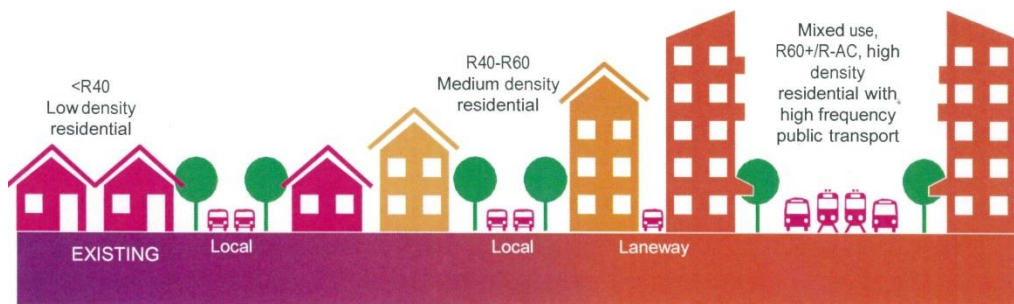 <R40
Low density
residential
R40-R60
Medium density
residential
Mixed use,
R60+/R-AC, high
density
residential with
high frequency
public transport
EXISTING
Local
Local
Laneway